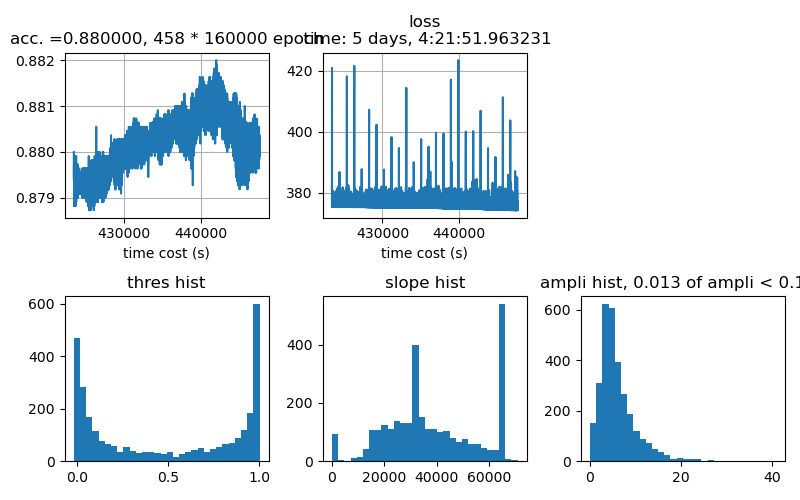 acc. =0.880000, 458 * 160000 epoch
loss
time: 5 days, 4:21:51.963231
0.882
0.881
0.880
0.879
430000 440000
time cost (s)
420
400
380
430000 440000
time cost (s)
thres hist
600
400
200
0
0.0 0.5 1.0
slope hist
400
200
0
0 20000 40000 60000
ampli hist, 0.013 of ampli < 0.1
600
400
200
0
0 20 40